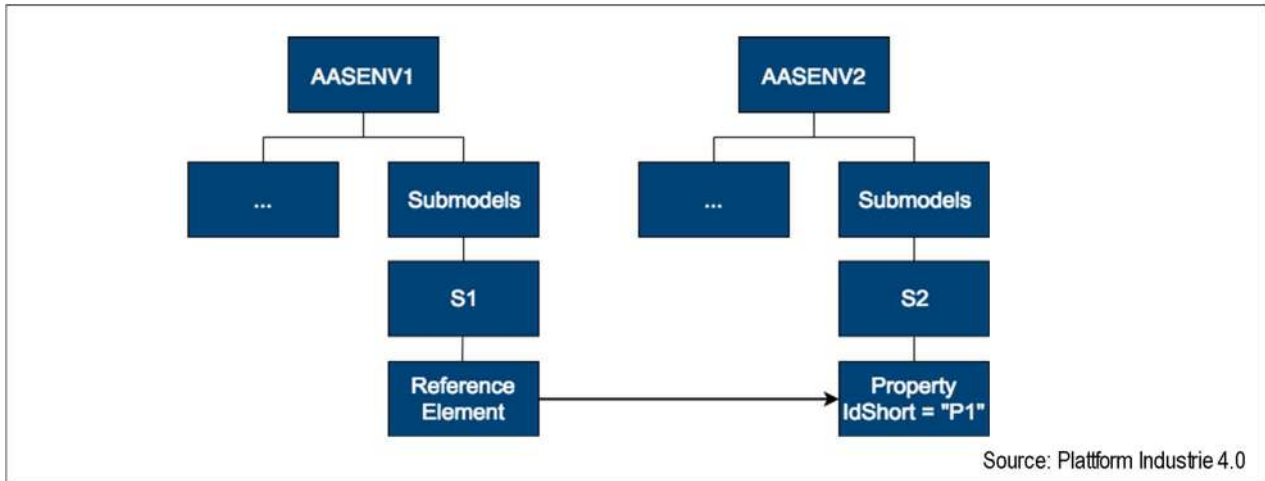 AASENV1
AASENV2
...
Submodels
...
Submodels
S1
S2
Reference
Element
Property
IdShort = "P1"
Source: Plattform Industrie 4.0